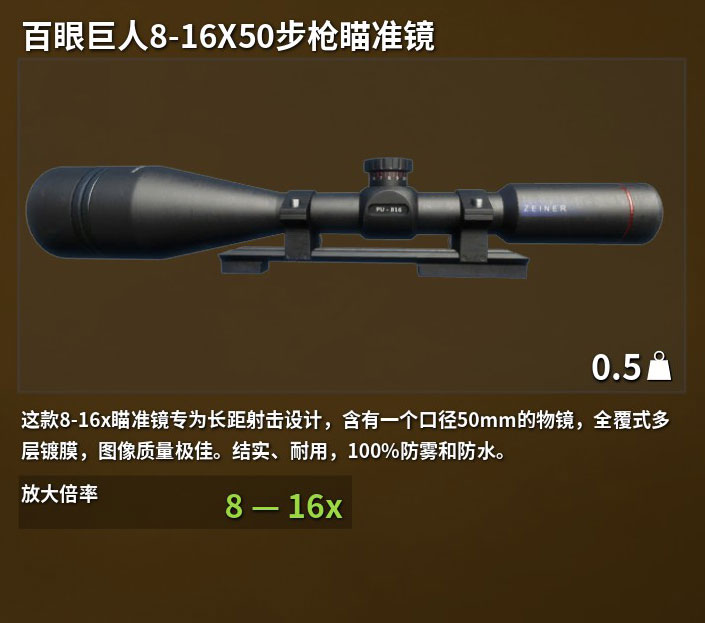 百眼巨人8-16X50步枪瞄准镜
PU - 816
ZEINER
0.5
这款8-16x瞄准镜专为长距射击设计，含有一个口径50mm的物镜，全覆式多
层镀膜，图像质量极佳。结实、耐用，100%防雾和防水。
放大倍率
8 — 16x